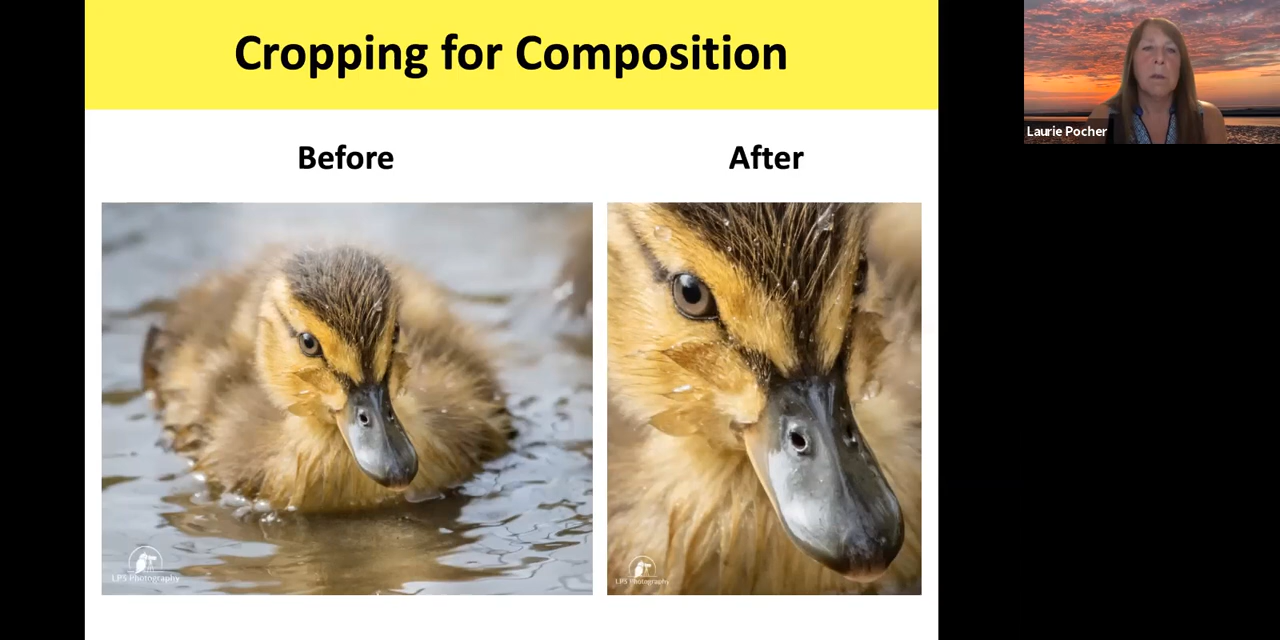 Cropping for Composition
Laurie Pocher
Before
After
LPS Photography
LPS Photography